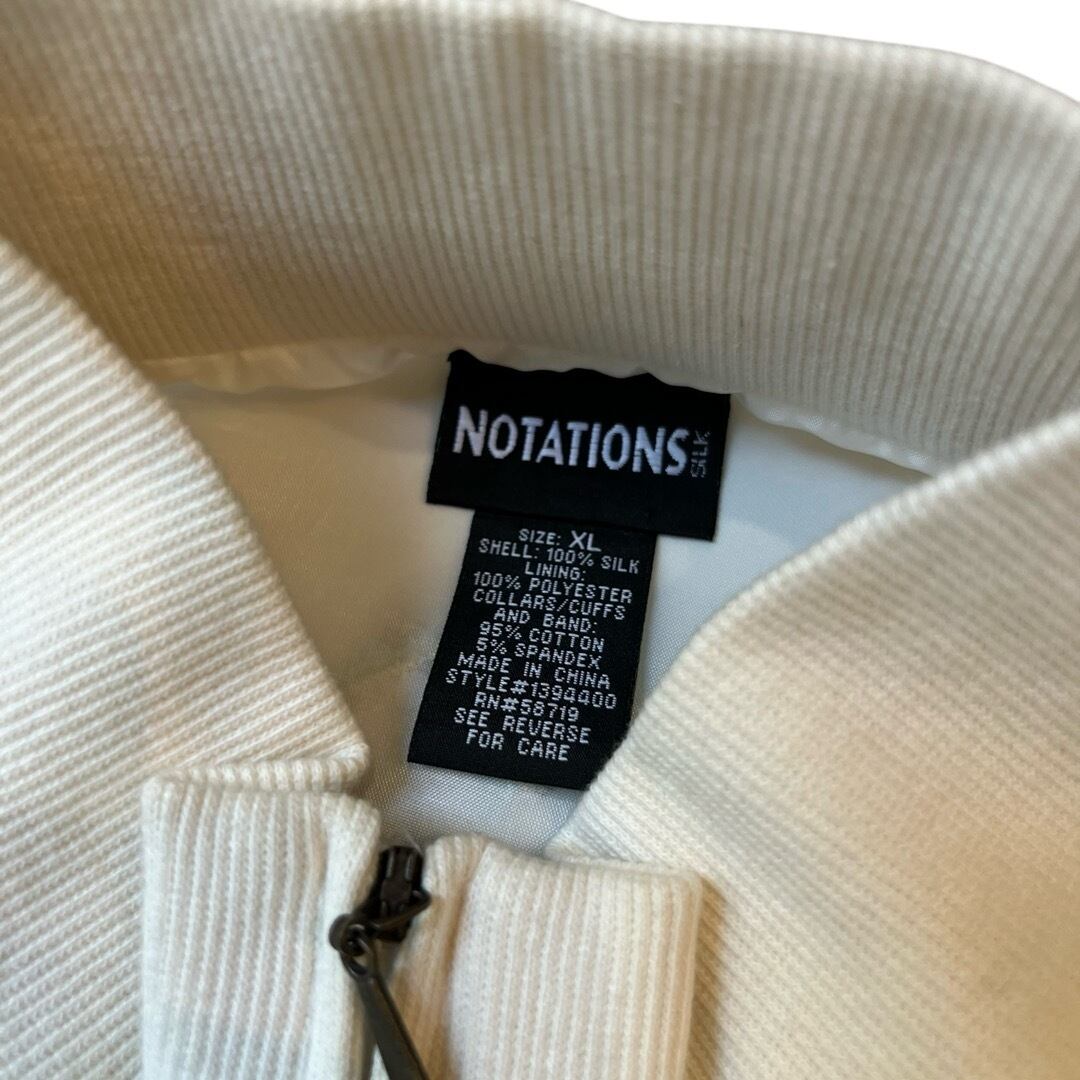 NOTATIONS SILK
SIZE: XL
SHELL: 100% SILK
LINING:
100% POLYESTER
COLLARS/CUFFS
AND BAND:
95% COTTON
5% SPANDEX
MADE IN CHINA
STYLE#1394400
RN#58719
SEE REVERSE
FOR CARE